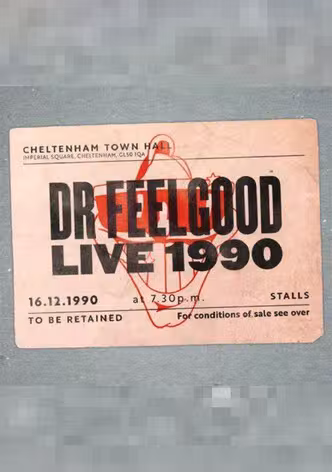 CHELTENHAM TOWN HALL
IMPERIAL SQUARE, CHELTENHAM, GL50 1QA
DR FEELGOOD
LIVE 1990
16.12.1990 at 7.30p.m. STALLS
TO BE RETAINED For conditions of sale see over